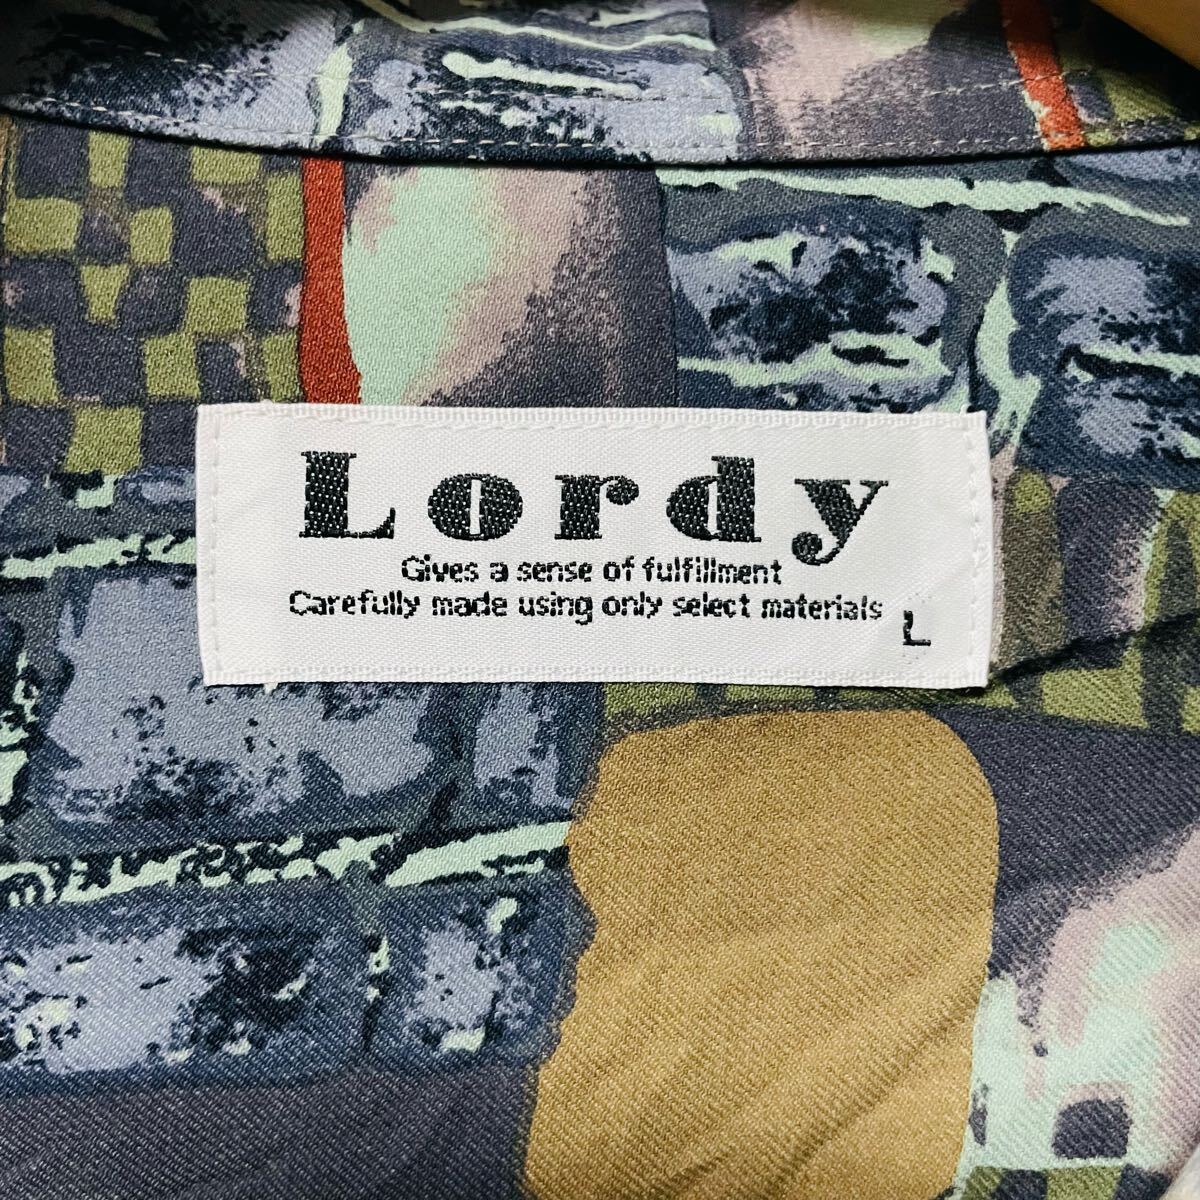 Lordy
Gives a sense of fulfillment
Carefully made using only select materials
L